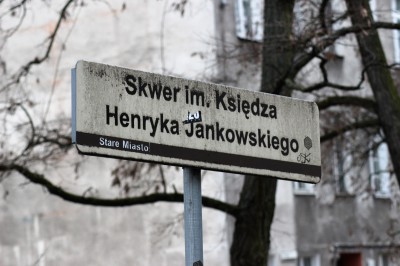 Skwer im. Księdza
Henryka Jankowskiego
Stare Miasto